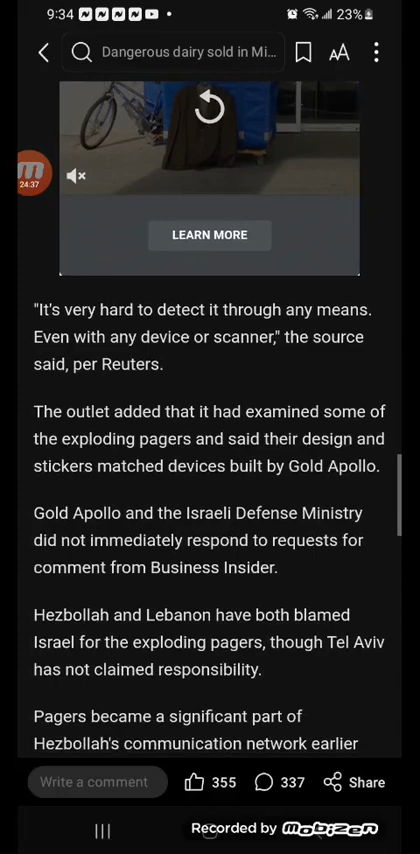 9:34
23%
Dangerous dairy sold in Mi...
AA
24:37
LEARN MORE
"It's very hard to detect it through any means.
Even with any device or scanner," the source
said, per Reuters.
The outlet added that it had examined some of
the exploding pagers and said their design and
stickers matched devices built by Gold Apollo.
Gold Apollo and the Israeli Defense Ministry
did not immediately respond to requests for
comment from Business Insider.
Hezbollah and Lebanon have both blamed
Israel for the exploding pagers, though Tel Aviv
has not claimed responsibility.
Pagers became a significant part of
Hezbollah's communication network earlier
Write a comment
355
337
Share
Recorded by mobizen